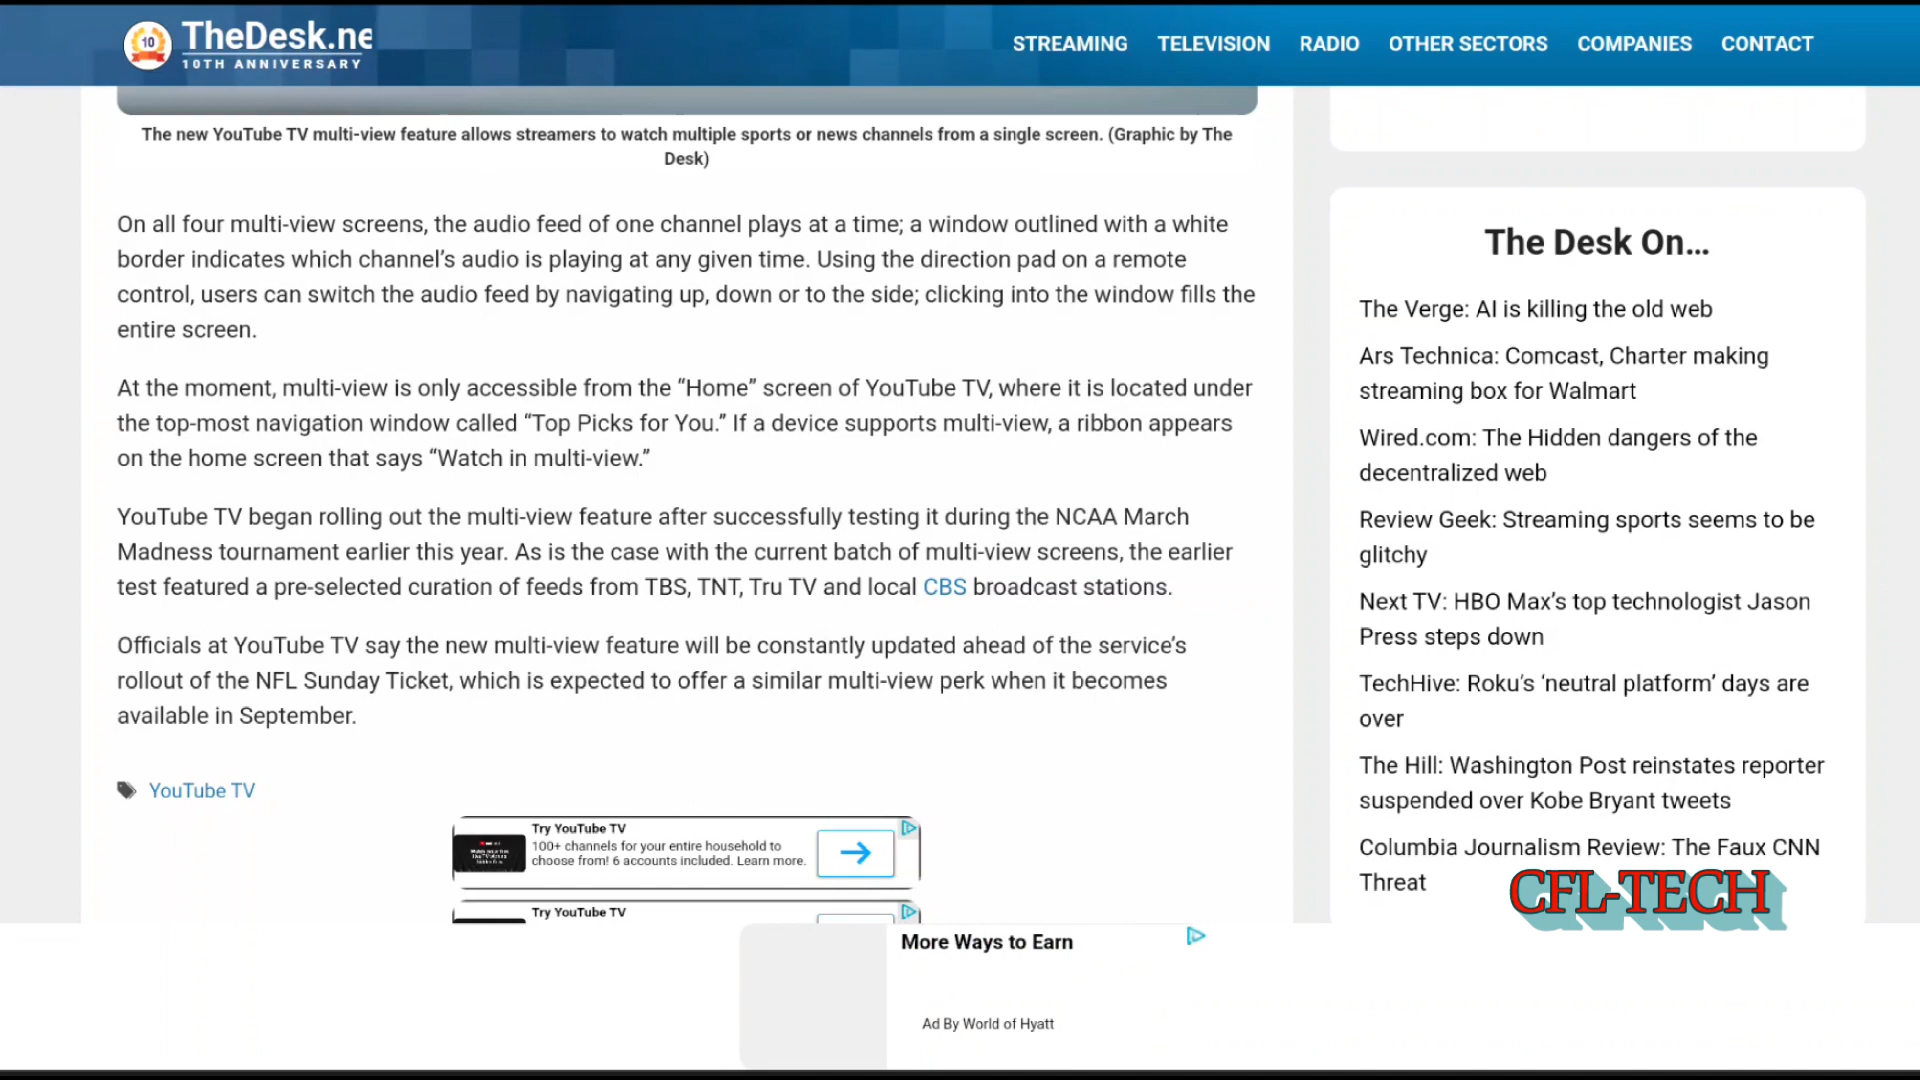 10
TheDesk.ne
10TH ANNIVERSARY
STREAMING TELEVISION RADIO OTHER SECTORS COMPANIES CONTACT
The new YouTube TV multi-view feature allows streamers to watch multiple sports or news channels from a single screen. (Graphic by The
Desk)
On all four multi-view screens, the audio feed of one channel plays at a time; a window outlined with a white
border indicates which channel’s audio is playing at any given time. Using the direction pad on a remote
control, users can switch the audio feed by navigating up, down or to the side; clicking into the window fills the
entire screen.
At the moment, multi-view is only accessible from the “Home” screen of YouTube TV, where it is located under
the top-most navigation window called “Top Picks for You.” If a device supports multi-view, a ribbon appears
on the home screen that says “Watch in multi-view.”
YouTube TV began rolling out the multi-view feature after successfully testing it during the NCAA March
Madness tournament earlier this year. As is the case with the current batch of multi-view screens, the earlier
test featured a pre-selected curation of feeds from TBS, TNT, Tru TV and local CBS broadcast stations.
Officials at YouTube TV say the new multi-view feature will be constantly updated ahead of the service’s
rollout of the NFL Sunday Ticket, which is expected to offer a similar multi-view perk when it becomes
available in September.
YouTube TV
Try YouTube TV
100+ channels for your entire household to
choose from! 6 accounts included. Learn more.
Try YouTube TV
More Ways to Earn
Ad By World of Hyatt
The Desk On…
The Verge: AI is killing the old web
Ars Technica: Comcast, Charter making
streaming box for Walmart
Wired.com: The Hidden dangers of the
decentralized web
Review Geek: Streaming sports seems to be
glitchy
Next TV: HBO Max’s top technologist Jason
Press steps down
TechHive: Roku’s ‘neutral platform’ days are
over
The Hill: Washington Post reinstates reporter
suspended over Kobe Bryant tweets
Columbia Journalism Review: The Faux CNN
Threat
CFL-TECH